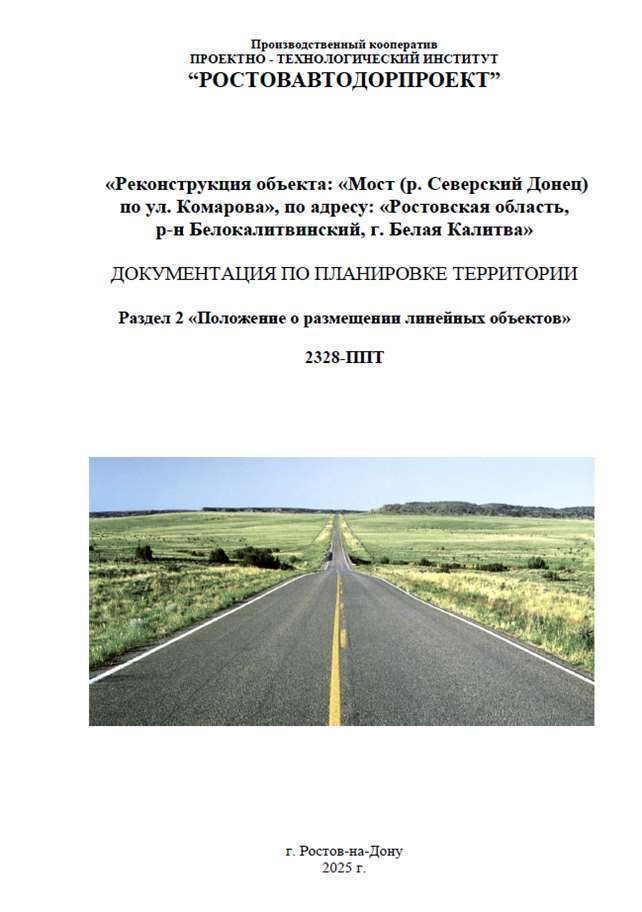 Производственный кооператив
ПРОЕКТНО - ТЕХНОЛОГИЧЕСКИЙ ИНСТИТУТ
“РОСТОВАВТОДОРПРОЕКТ”
«Реконструкция объекта: «Мост (р. Северский Донец)
по ул. Комарова», по адресу: «Ростовская область,
р-н Белокалитвинский, г. Белая Калитва»
ДОКУМЕНТАЦИЯ ПО ПЛАНИРОВКЕ ТЕРРИТОРИИ
Раздел 2 «Положение о размещении линейных объектов»
2328-ППТ
г. Ростов-на-Дону
2025 г.